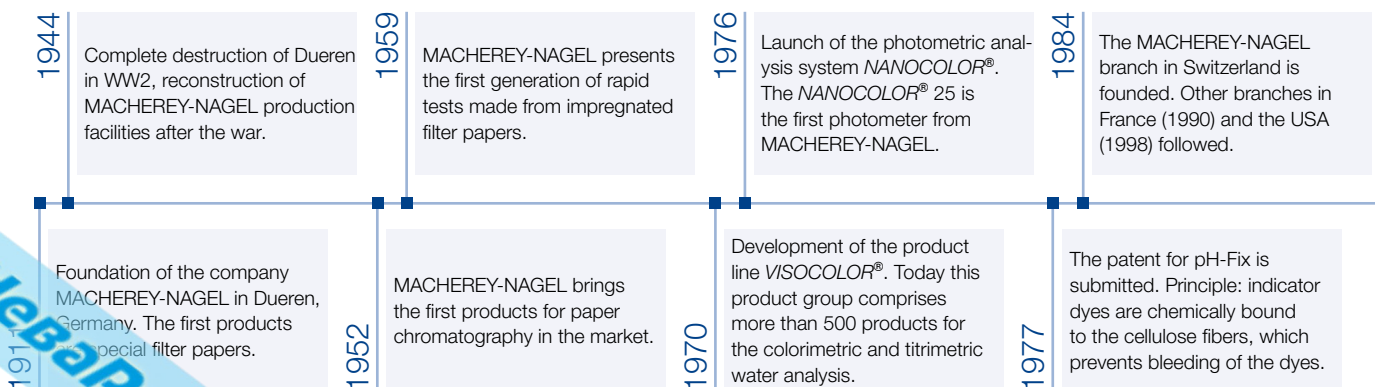 1944
Complete destruction of Dueren
in WW2, reconstruction of
MACHEREY-NAGEL production
facilities after the war.
1959
MACHEREY-NAGEL presents
the first generation of rapid
tests made from impregnated
filter papers.
1976
Launch of the photometric anal-
ysis system NANOCOLOR®.
The NANOCOLOR® 25 is
the first photometer from
MACHEREY-NAGEL.
1984
The MACHEREY-NAGEL
branch in Switzerland is
founded. Other branches in
France (1990) and the USA
(1998) followed.
Foundation of the company
MACHEREY-NAGEL in Dueren,
Germany. The first products
special filter papers.
1952
MACHEREY-NAGEL brings
the first products for paper
chromatography in the market.
1970
Development of the product
line VISOCOLOR®. Today this
product group comprises
more than 500 products for
the colorimetric and titrimetric
water analysis.
1977
The patent for pH-Fix is
submitted. Principle: indicator
dyes are chemically bound
to the cellulose fibers, which
prevents bleeding of the dyes.